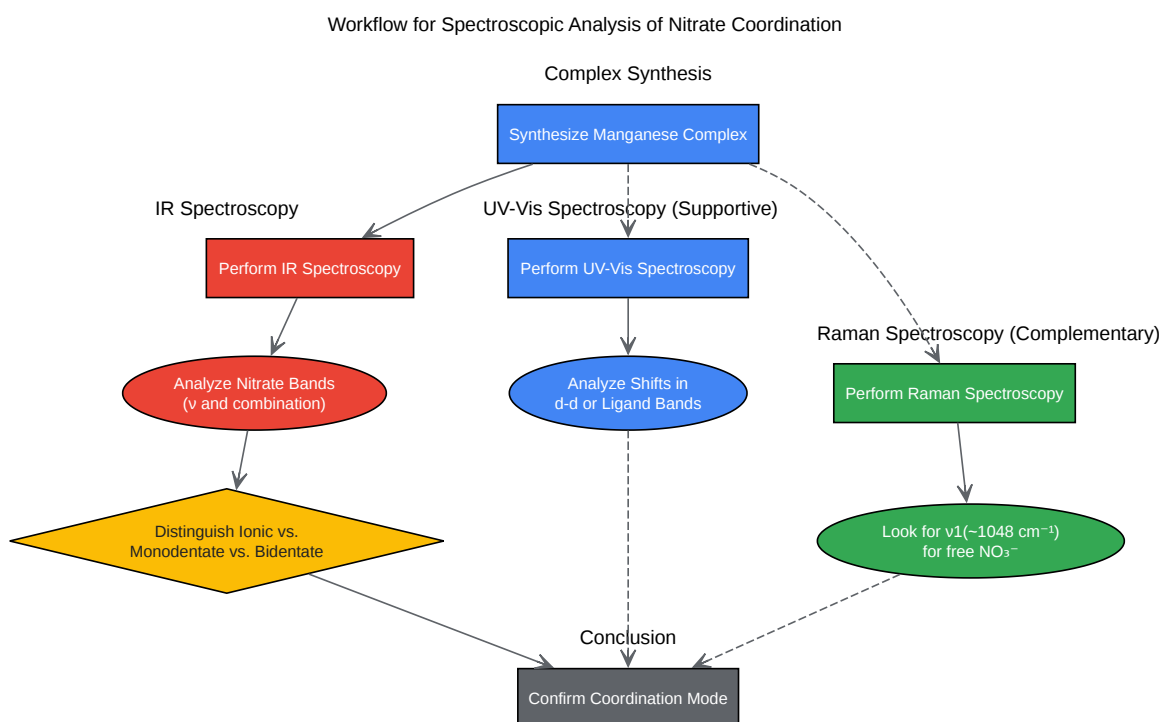 Workflow for Spectroscopic Analysis of Nitrate Coordination
Complex Synthesis
Synthesize Manganese Complex
IR Spectroscopy
UV-Vis Spectroscopy (Supportive)
Perform IR Spectroscopy
Perform UV-Vis Spectroscopy
Raman Spectroscopy (Complementary)
Analyze Nitrate Bands
(ν and combination)
Analyze Shifts in
d-d or Ligand Bands
Perform Raman Spectroscopy
Distinguish Ionic vs.
Monodentate vs. Bidentate
Look for ν1(~1048 cm⁻¹)
for free NO₃⁻
Conclusion
Confirm Coordination Mode